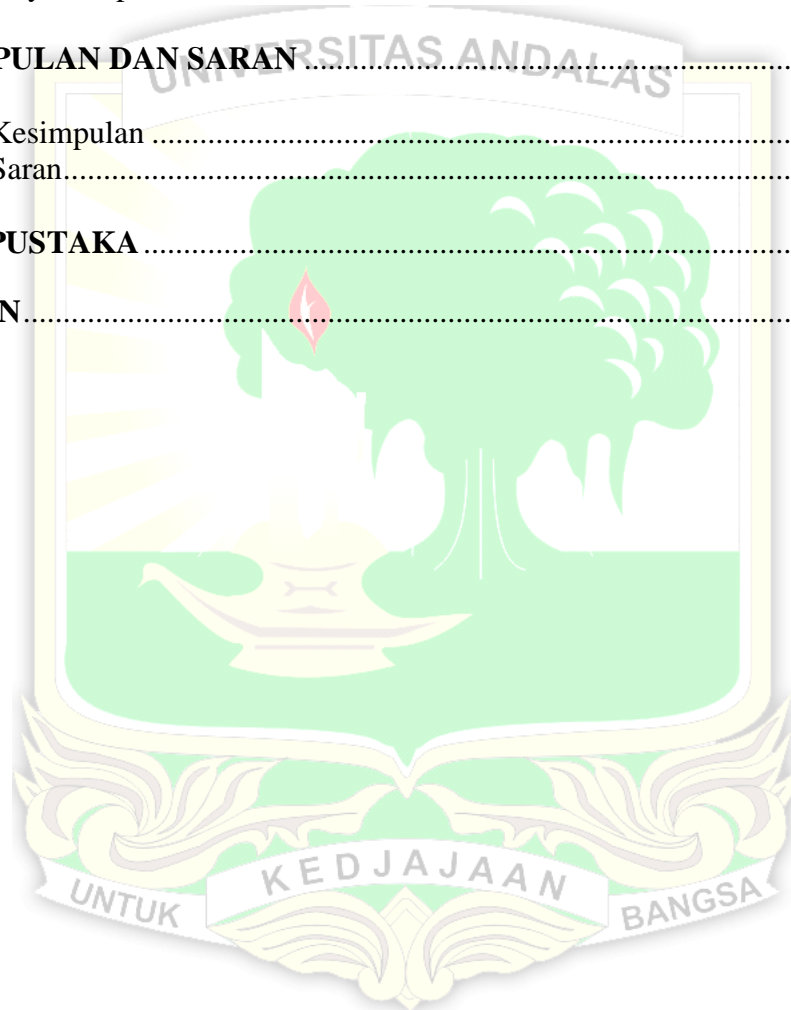 UNIVERSITAS ANDALAS
PULAN DAN SARAN ................................................................
Kesimpulan ....................................................................................
Saran................................................................................................
PUSTAKA ....................................................................................
N....................................................................................................
UNTUK KEDJAJAAN BANGSA